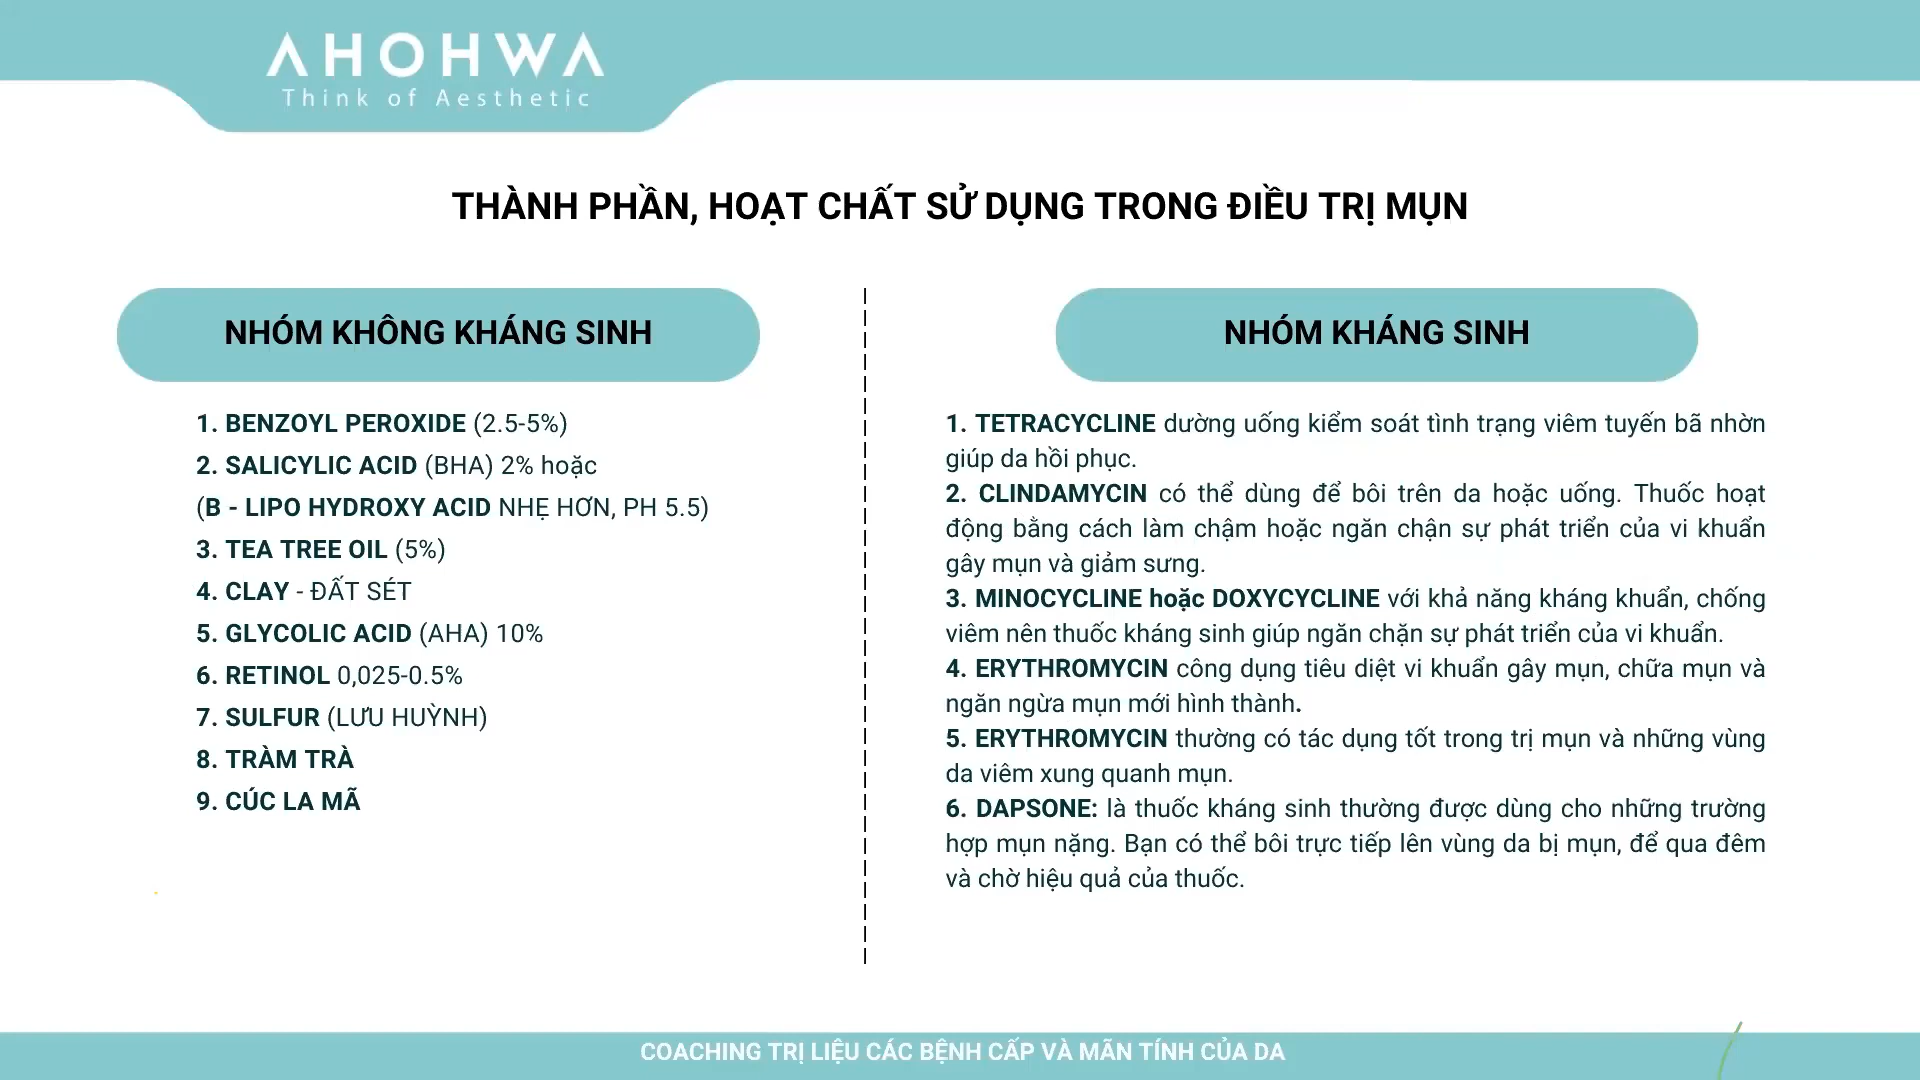 AHOHWA
Think of Aesthetic
THÀNH PHẦN, HOẠT CHẤT SỬ DỤNG TRONG ĐIỀU TRỊ MỤN
NHÓM KHÔNG KHÁNG SINH
1. BENZOYL PEROXIDE (2.5-5%)
2. SALICYLIC ACID (BHA) 2% hoặc
(B - LIPO HYDROXY ACID NHẸ HƠN, PH 5.5)
3. TEA TREE OIL (5%)
4. CLAY - ĐẤT SÉT
5. GLYCOLIC ACID (AHA) 10%
6. RETINOL 0,025-0.5%
7. SULFUR (LƯU HUỲNH)
8. TRÀM TRÀ
9. CÚC LA MÃ
NHÓM KHÁNG SINH
1. TETRACYCLINE dường uống kiểm soát tình trạng viêm tuyến bã nhờn
giúp da hồi phục.
2. CLINDAMYCIN có thể dùng để bôi trên da hoặc uống. Thuốc hoạt
động bằng cách làm chậm hoặc ngăn chận sự phát triển của vi khuẩn
gây mụn và giảm sưng.
3. MINOCYCLINE hoặc DOXYCYCLINE với khả năng kháng khuẩn, chống
viêm nên thuốc kháng sinh giúp ngăn chặn sự phát triển của vi khuẩn.
4. ERYTHROMYCIN công dụng tiêu diệt vi khuẩn gây mụn, chữa mụn và
ngăn ngừa mụn mới hình thành.
5. ERYTHROMYCIN thường có tác dụng tốt trong trị mụn và những vùng
da viêm xung quanh mụn.
6. DAPSONE: là thuốc kháng sinh thường được dùng cho những trường
hợp mụn nặng. Bạn có thể bôi trực tiếp lên vùng da bị mụn, để qua đêm
và chờ hiệu quả của thuốc.
COACHING TRỊ LIỆU CÁC BỆNH CẤP VÀ MÃN TÍNH CỦA DA